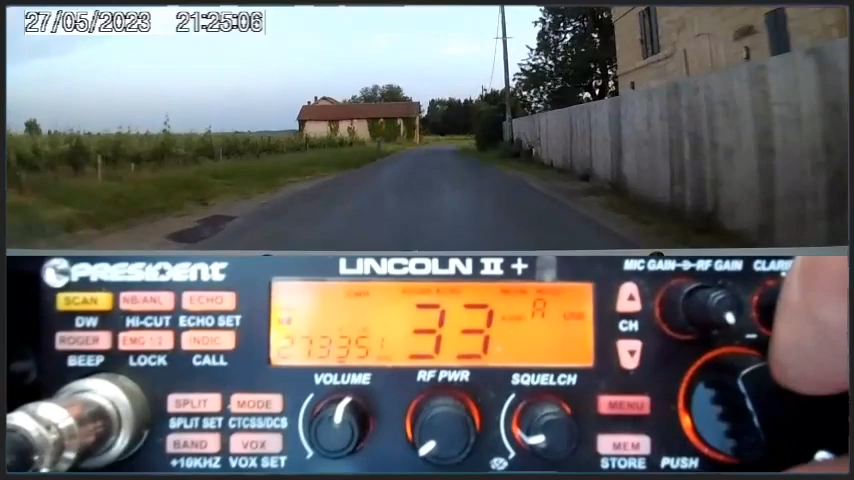 27/05/2023 21:25:06
PRESIDENT
LINCOLN II +
MIC GAIN RF GAIN
SCAN NB/ANL ECHO
DW HI-CUT ECHO SET
ROGER EMG 1/2 INDIC
BEEP LOCK CALL
33
A
USB
CH
273351
VOLUME RF PWR SQUELCH
SPLIT MODE
SPLIT SET CTCSS/DCS
MENU
BAND VOX
+10KHZ VOX SET
MEM
STORE PUSH